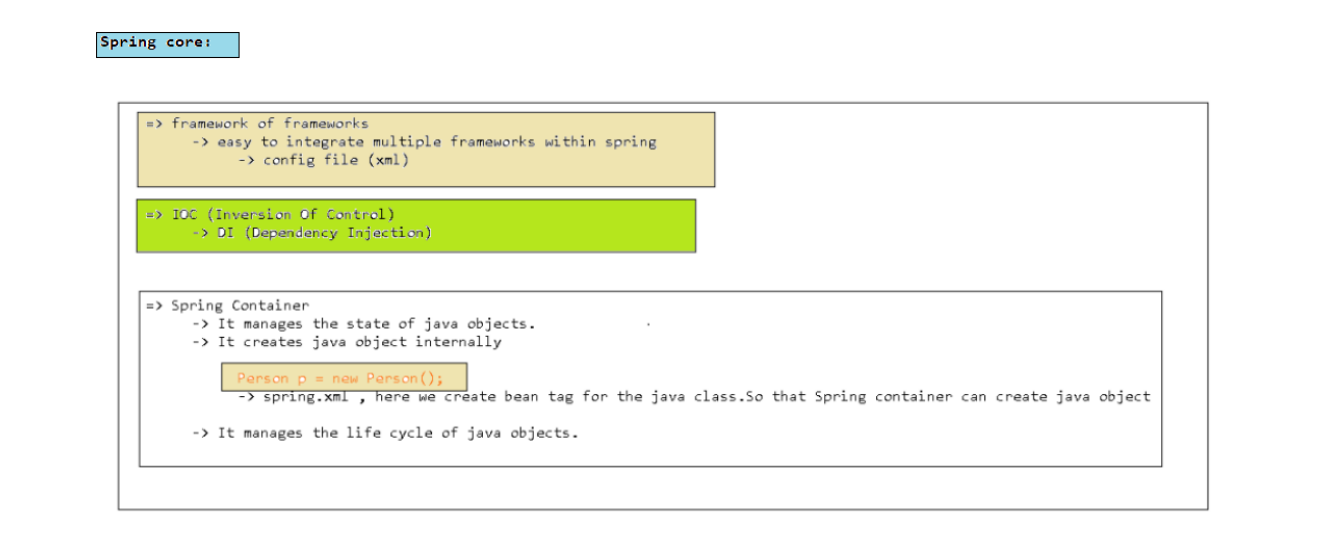 Spring core:
=> framework of frameworks
-> easy to integrate multiple frameworks within spring
-> config file (xml)
=> IOC (Inversion Of Control)
-> DI (Dependency Injection)
=> Spring Container
-> It manages the state of java objects.
-> It creates java object internally
Person p = new Person();
-> spring.xml , here we create bean tag for the java class.So that Spring container can create java object
-> It manages the life cycle of java objects.